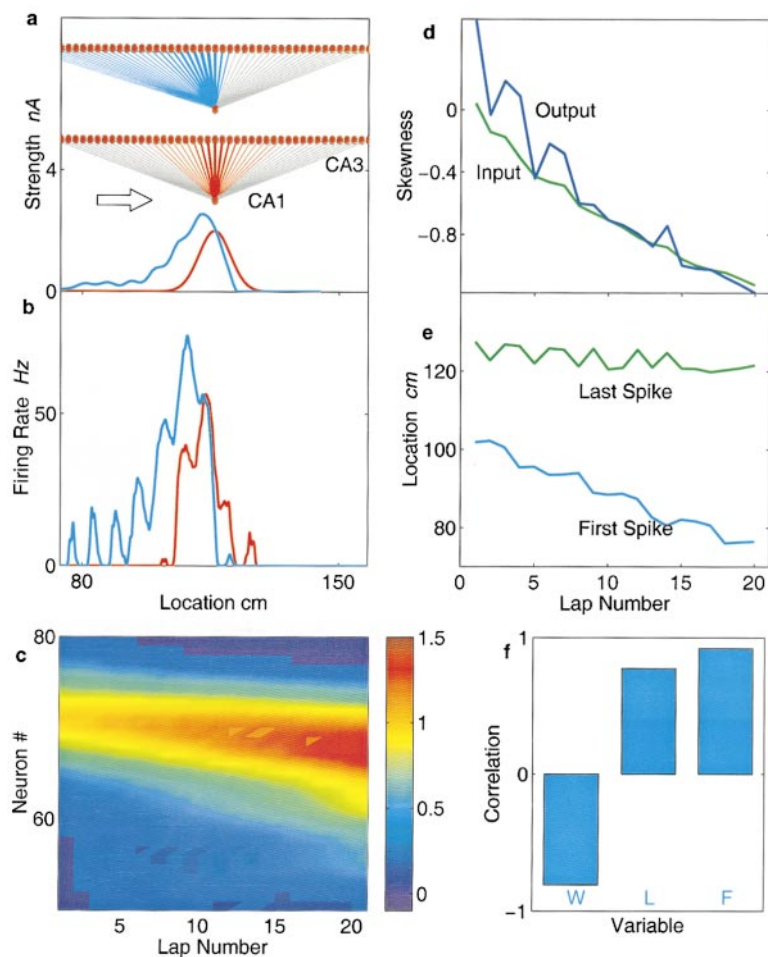 a
8
Strength nA
4
0
CA3
CA1
b
Firing Rate Hz
50
0
80
150
Location cm
c
80
Neuron #
60
5
10
15
20
Lap Number
1.5
1
0.5
0
d
Skewness
0
−0.4
−0.8
Output
Input
e
Location cm
120
100
80
Last Spike
First Spike
0
5
10
15
20
Lap Number
f
1
Correlation
0
−1
W
L
F
Variable